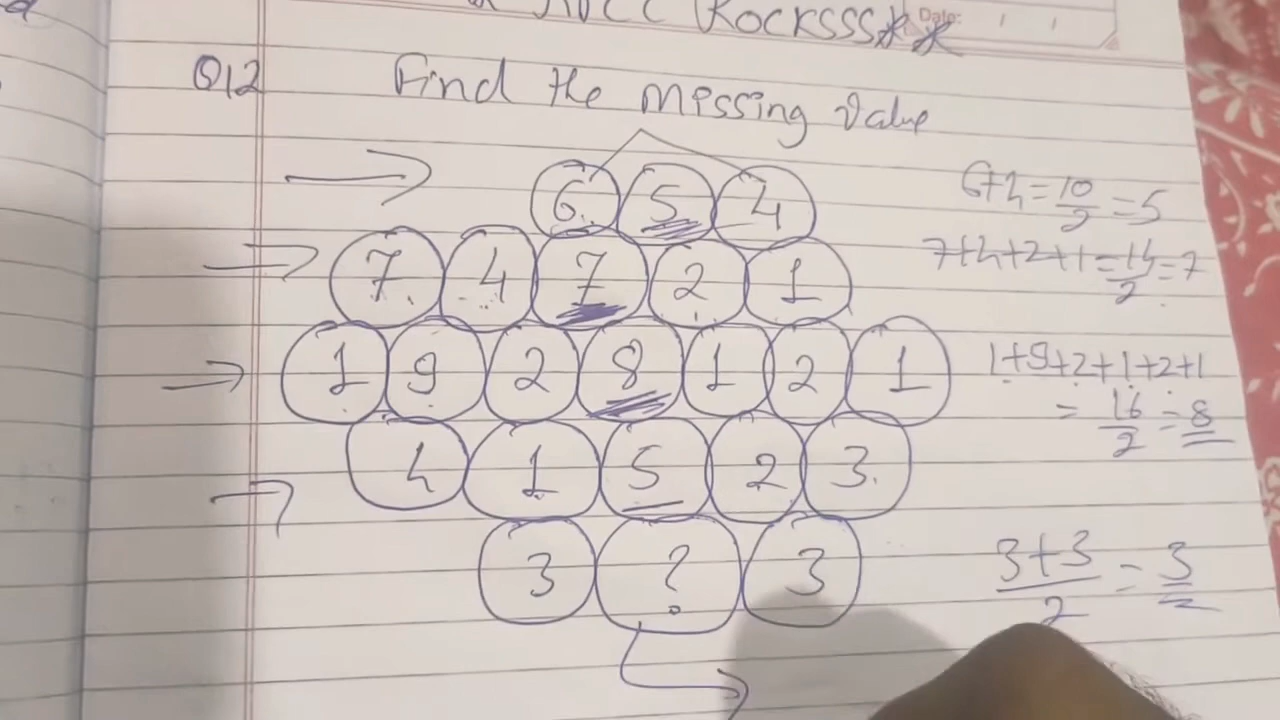 Rocksss**
Date:
Q12 Find the missing value
6 5 4
6+4=10/2=5
7 4 7 2 1
7+4+2+1=14/2=7
1 9 2 8 1 2 1
1+9+2+1+2+1
= 16/2 = 8
4 1 5 2 3
3 ? 3
3+3/2 = 3